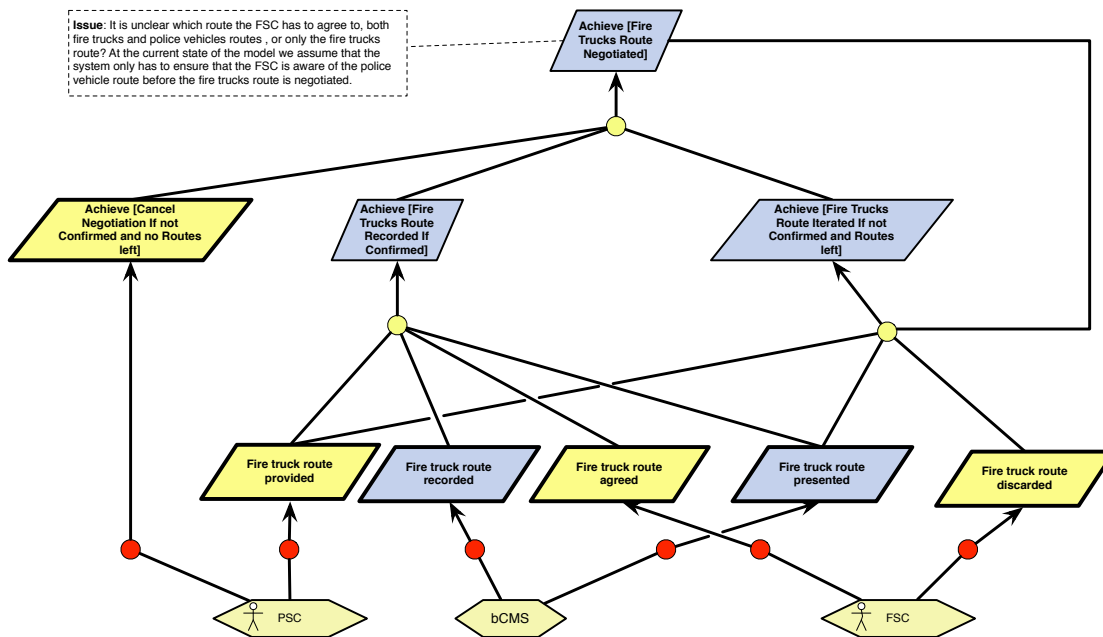 Issue: It is unclear which route the FSC has to agree to, both
fire trucks and police vehicles routes , or only the fire trucks
route? At the current state of the model we assume that the
system only has to ensure that the FSC is aware of the police
vehicle route before the fire trucks route is negotiated.
Achieve [Fire
Trucks Route
Negotiated]
Achieve [Cancel
Negotiation If not
Confirmed and no Routes
left]
Achieve [Fire
Trucks Route
Recorded If
Confirmed]
Achieve [Fire Trucks
Route Iterated If not
Confirmed and Routes
left]
Fire truck route
provided
Fire truck route
recorded
Fire truck route
agreed
Fire truck route
presented
Fire truck route
discarded
PSC
bCMS
FSC